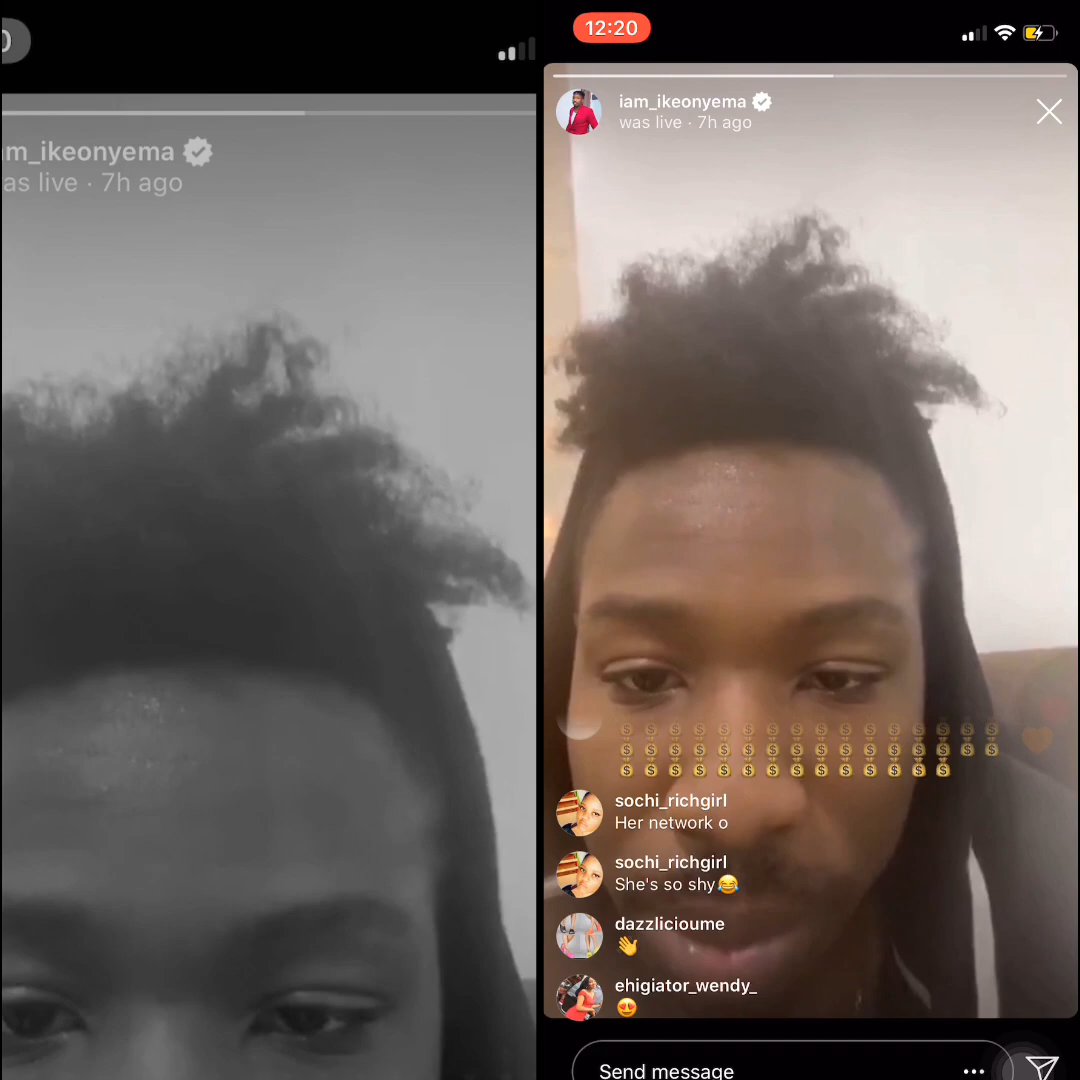 m_ikeonyema
as live · 7h ago
12:20
iam_ikeonyema
was live · 7h ago
sochi_richgirl
Her network o
sochi_richgirl
She's so shy😂
dazzlicioume
👋
ehigiator_wendy_
😍
Send message